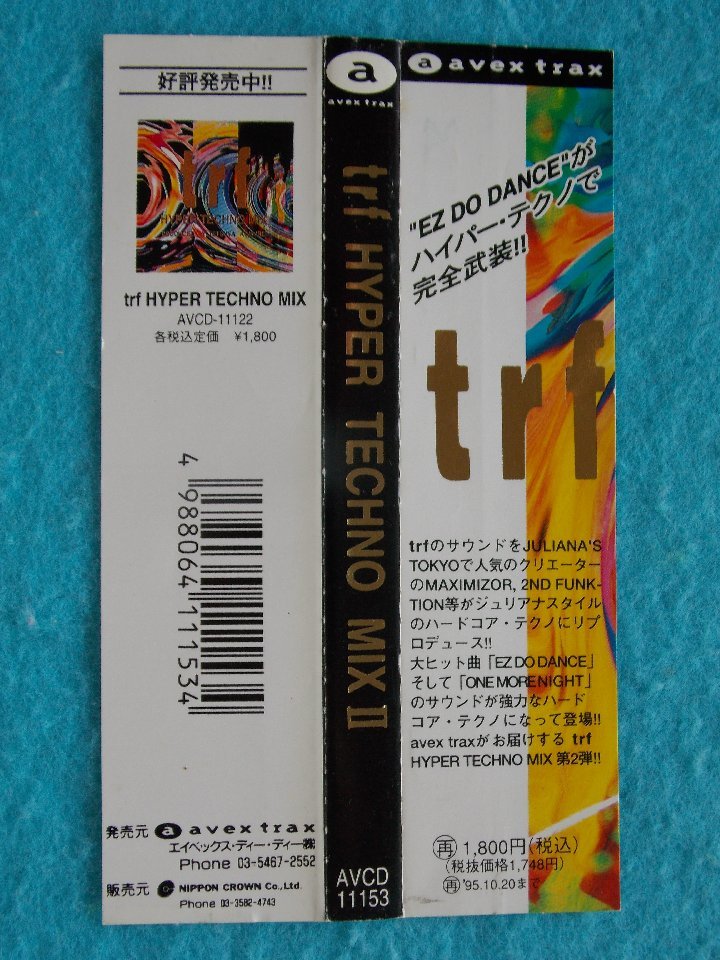 好評発売中!!
trf
HYPER TECHNO MIX
trf HYPER TECHNO MIX
AVCD-11122
各税込定価 ¥1,800
4 988064 111534
発売元 a avex trax
エイベックス・ディー・ディー㈱
Phone 03-5467-2552
販売元 NIPPON CROWN Co.,Ltd.
Phone 03-3582-4743
a
avex trax
trf HYPER TECHNO MIX II
AVCD
11153
a avex trax
"EZ DO DANCE"が
ハイパー・テクノで
完全武装!!
trf
trfのサウンドをJULIANA'S
TOKYOで人気のクリエーター
のMAXIMIZOR, 2ND FUNK-
TION等がジュリアナスタイル
のハードコア・テクノにリプ
ロデュース!!
大ヒット曲「EZ DO DANCE」
そして「ONE MORE NIGHT」
のサウンドが強力なハード
コア・テクノになって登場!!
avex traxがお届けする trf
HYPER TECHNO MIX 第2弾!!
再 1,800円(税込)
(税抜価格1,748円)
再 '95.10.20まで